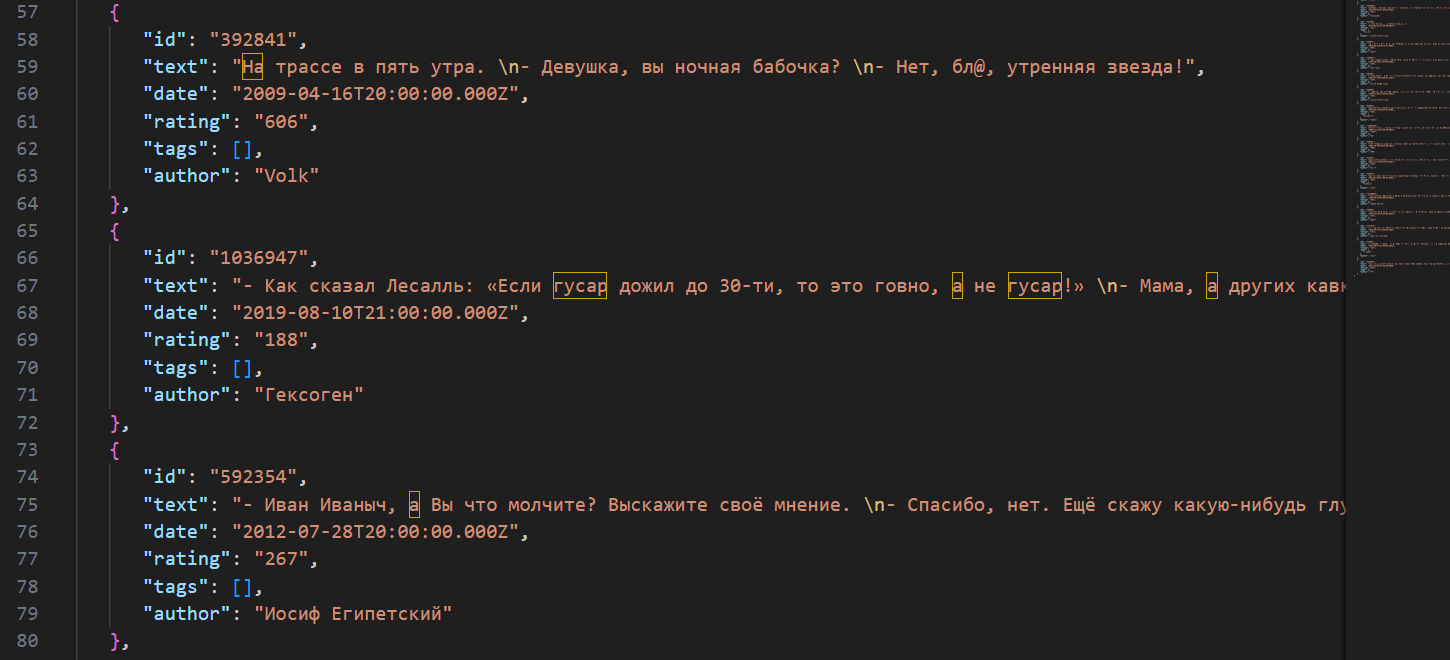 57 {
58 "id": "392841",
59 "text": "На трассе в пять утра. \n- Девушка, вы ночная бабочка? \n- Нет, бл@, утренняя звезда!",
60 "date": "2009-04-16T20:00:00.000Z",
61 "rating": "606",
62 "tags": [],
63 "author": "Volk"
64 },
65 {
66 "id": "1036947",
67 "text": "- Как сказал Лесалль: «Если гусар дожил до 30-ти, то это говно, а не гусар!» \n- Мама, а других
68 "date": "2019-08-10T21:00:00.000Z",
69 "rating": "188",
70 "tags": [],
71 "author": "Гексоген"
72 },
73 {
74 "id": "592354",
75 "text": "- Иван Иваныч, а Вы что молчите? Выскажите своё мнение. \n- Спасибо, нет. Ещё скажу какую-нибудь
76 "date": "2012-07-28T20:00:00.000Z",
77 "rating": "267",
78 "tags": [],
79 "author": "Иосиф Египетский"
80 },